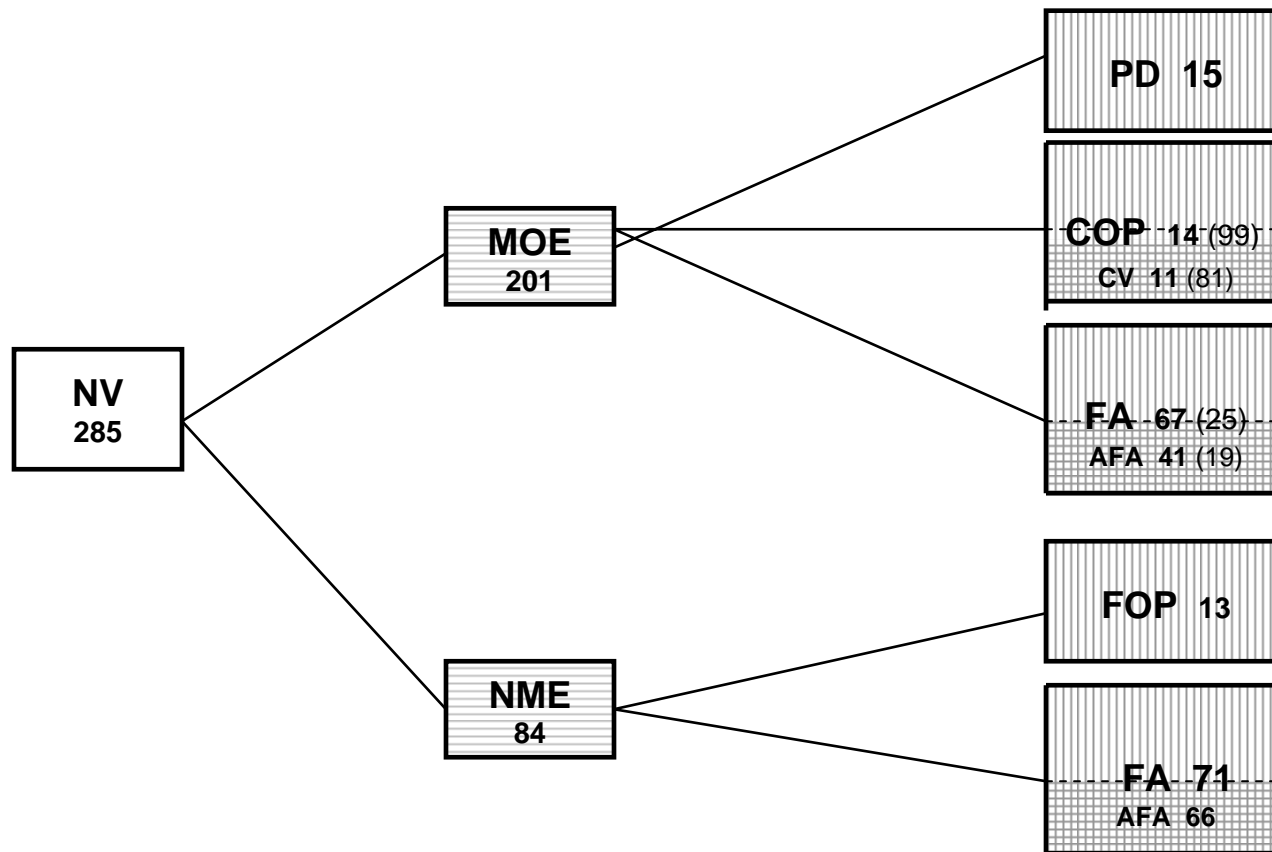 PD 15
MOE
201
COP 14 (99)
CV 11 (81)
NV
285
FA 67 (25)
AFA 41 (19)
FOP 13
NME
84
FA 71
AFA 66